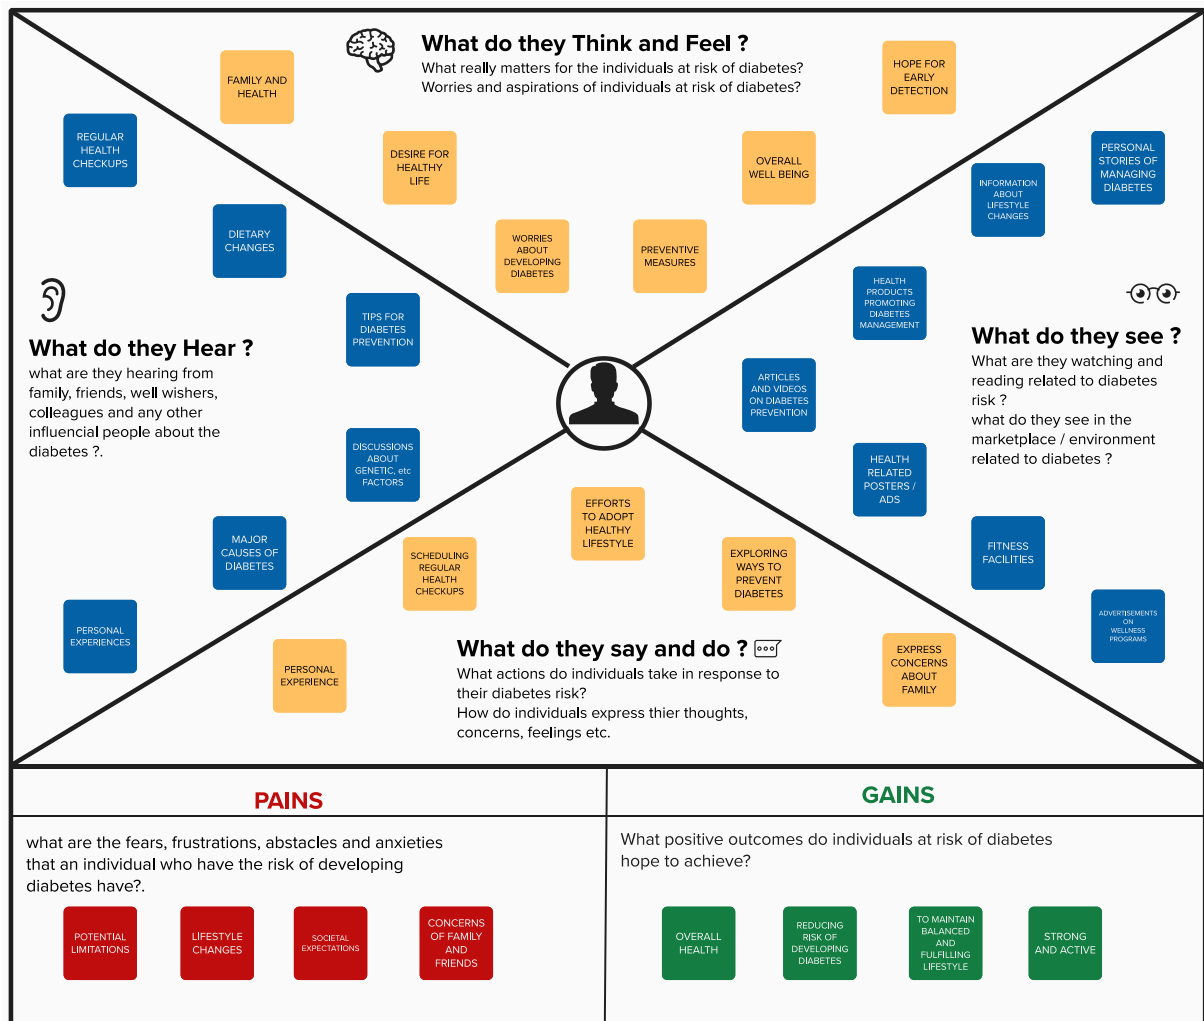 What do they Think and Feel ?
What really matters for the individuals at risk of diabetes?
Worries and aspirations of individuals at risk of diabetes?
FAMILY AND
HEALTH
DESIRE FOR
HEALTHY
LIFE
WORRIES
ABOUT
DEVELOPING
DIABETES
PREVENTIVE
MEASURES
OVERALL
WELL BEING
HOPE FOR
EARLY
DETECTION
REGULAR
HEALTH
CHECKUPS
DIETARY
CHANGES
TIPS FOR
DIABETES
PREVENTION
What do they Hear ?
what are they hearing from
family, friends, well wishers,
colleagues and any other
influential people about the
diabetes ?.
DISCUSSIONS
ABOUT
GENETIC, etc
FACTORS
MAJOR
CAUSES OF
DIABETES
PERSONAL
EXPERIENCES
PERSONAL
STORIES OF
MANAGING
DIABETES
INFORMATION
ABOUT
LIFESTYLE
CHANGES
HEALTH
PRODUCTS
PROMOTING
DIABETES
MANAGEMENT
What do they see ?
What are they watching and
reading related to diabetes
risk ?
what do they see in the
marketplace / environment
related to diabetes ?
ARTICLES
AND VIDEOS
ON DIABETES
PREVENTION
HEALTH
RELATED
POSTERS /
ADS
FITNESS
FACILITIES
ADVERTISEMENTS
ON
WELLNESS
PROGRAMS
EFFORTS
TO ADOPT
HEALTHY
LIFESTYLE
SCHEDULING
REGULAR
HEALTH
CHECKUPS
EXPLORING
WAYS TO
PREVENT
DIABETES
PERSONAL
EXPERIENCE
What do they say and do ?
What actions do individuals take in response to
their diabetes risk?
How do individuals express thier thoughts,
concerns, feelings etc.
EXPRESS
CONCERNS
ABOUT
FAMILY
PAINS
what are the fears, frustrations, abstacles and anxieties
that an individual who have the risk of developing
diabetes have?.
POTENTIAL
LIMITATIONS
LIFESTYLE
CHANGES
SOCIETAL
EXPECTATIONS
CONCERNS
OF FAMILY
AND
FRIENDS
GAINS
What positive outcomes do individuals at risk of diabetes
hope to achieve?
OVERALL
HEALTH
REDUCING
RISK OF
DEVELOPING
DIABETES
TO MAINTAIN
BALANCED
AND
FULFILLING
LIFESTYLE
STRONG
AND ACTIVE